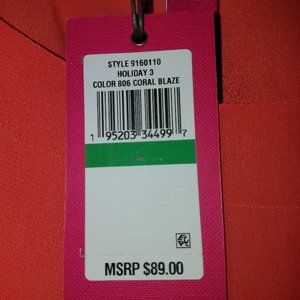 STYLE 9160110
HOLIDAY 3
COLOR 806 CORAL BLAZE
1 95203 34499 7
L
MSRP $89.00